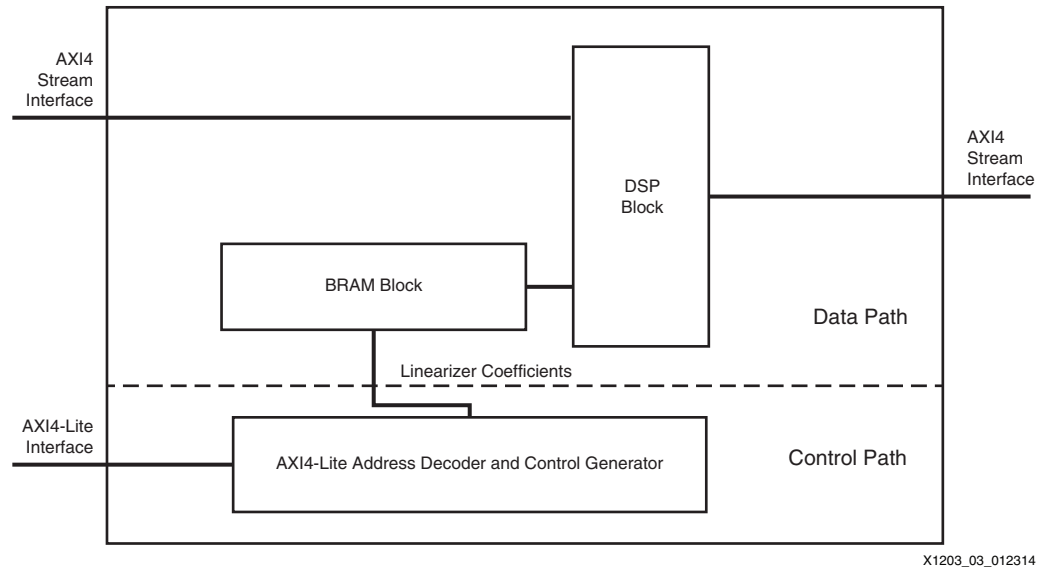 AXI4
Stream
Interface
AXI4
Stream
Interface
DSP
Block
BRAM Block
Data Path
Linearizer Coefficients
AXI4-Lite
Interface
AXI4-Lite Address Decoder and Control Generator
Control Path
X1203_03_012314